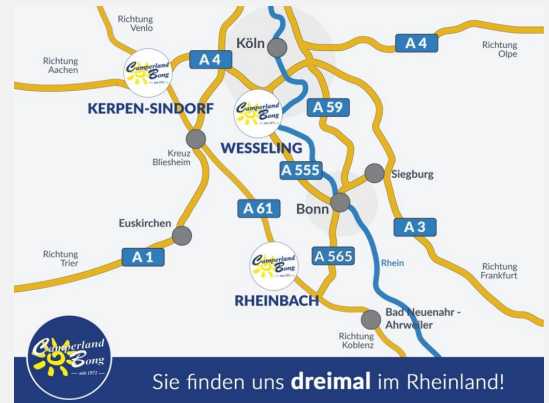 Richtung
Venlo
Köln
A 4
A 4
Richtung
Olpe
Richtung
Aachen
Camperland
Bong
KERPEN-SINDORF
Camperland
Bong
A 59
WESSELING
Kreuz
Bliesheim
A 555
Siegburg
Bonn
A 61
Euskirchen
A 3
A 1
Richtung
Trier
Camperland
Bong
A 565
Rhein
Richtung
Frankfurt
RHEINBACH
Bad Neuenahr -
Ahrweiler
Richtung
Koblenz
Camperland
Bong
seit 1971
Sie finden uns dreimal im Rheinland!